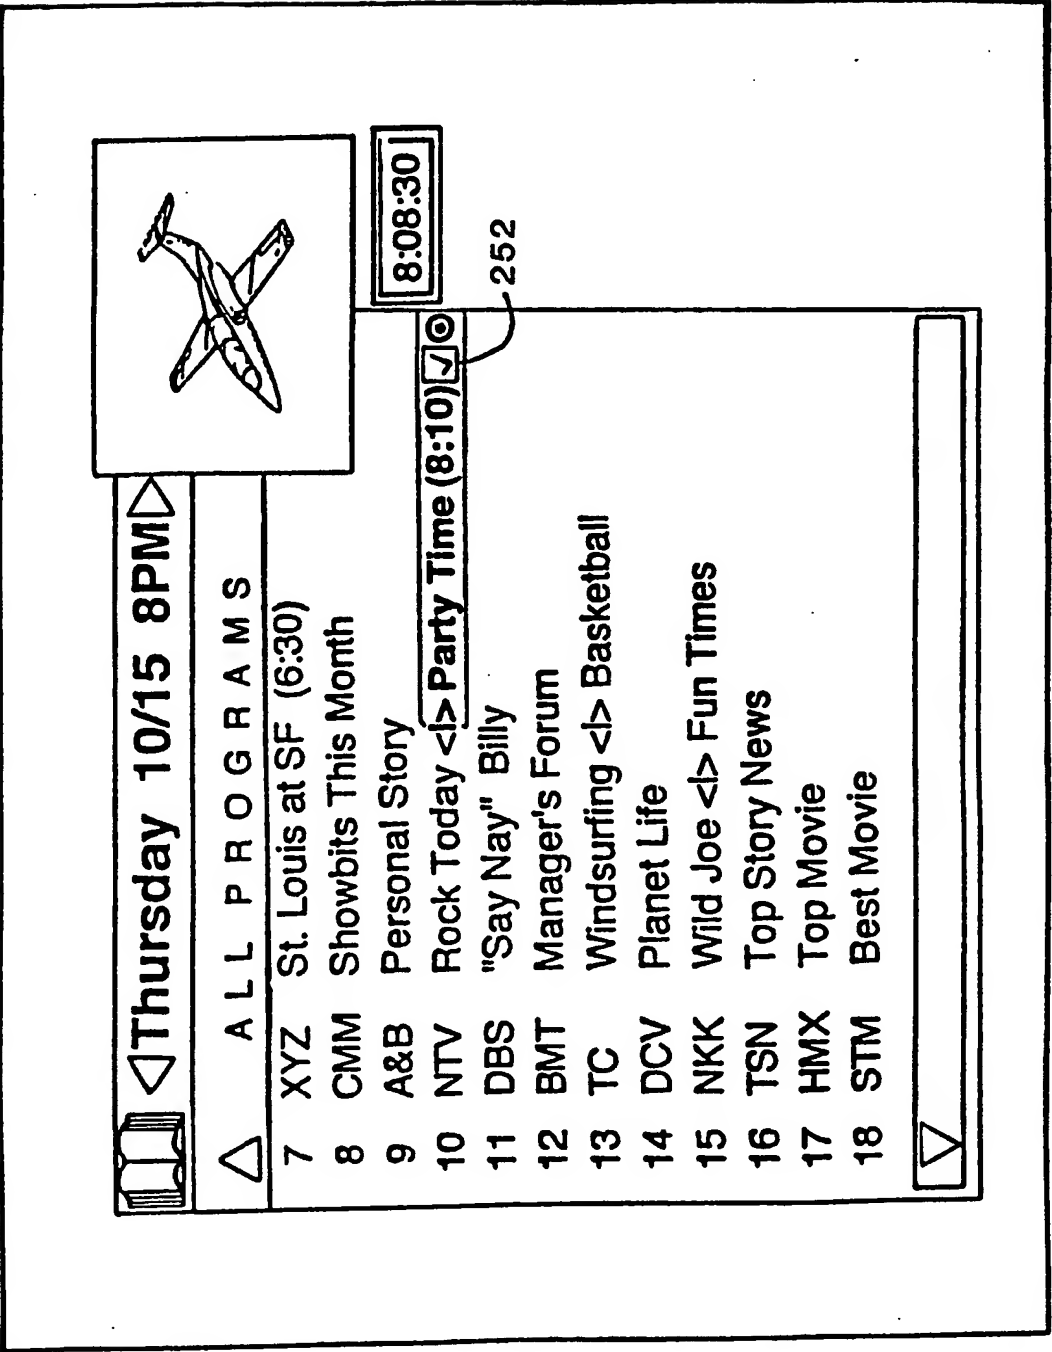 Thursday 10/15 8PM
ALL PROGRAMS
8:08:30
7 XYZ St. Louis at SF (6:30)
8 CMM Showbits This Month
9 A&B Personal Story
10 NTV Rock Today <I> Party Time (8:10)
252
11 DBS "Say Nay" Billy
12 BMT Manager's Forum
13 TC Windsurfing <I> Basketball
14 DCV Planet Life
15 NKK Wild Joe <I> Fun Times
16 TSN Top Story News
17 HMX Top Movie
18 STM Best Movie